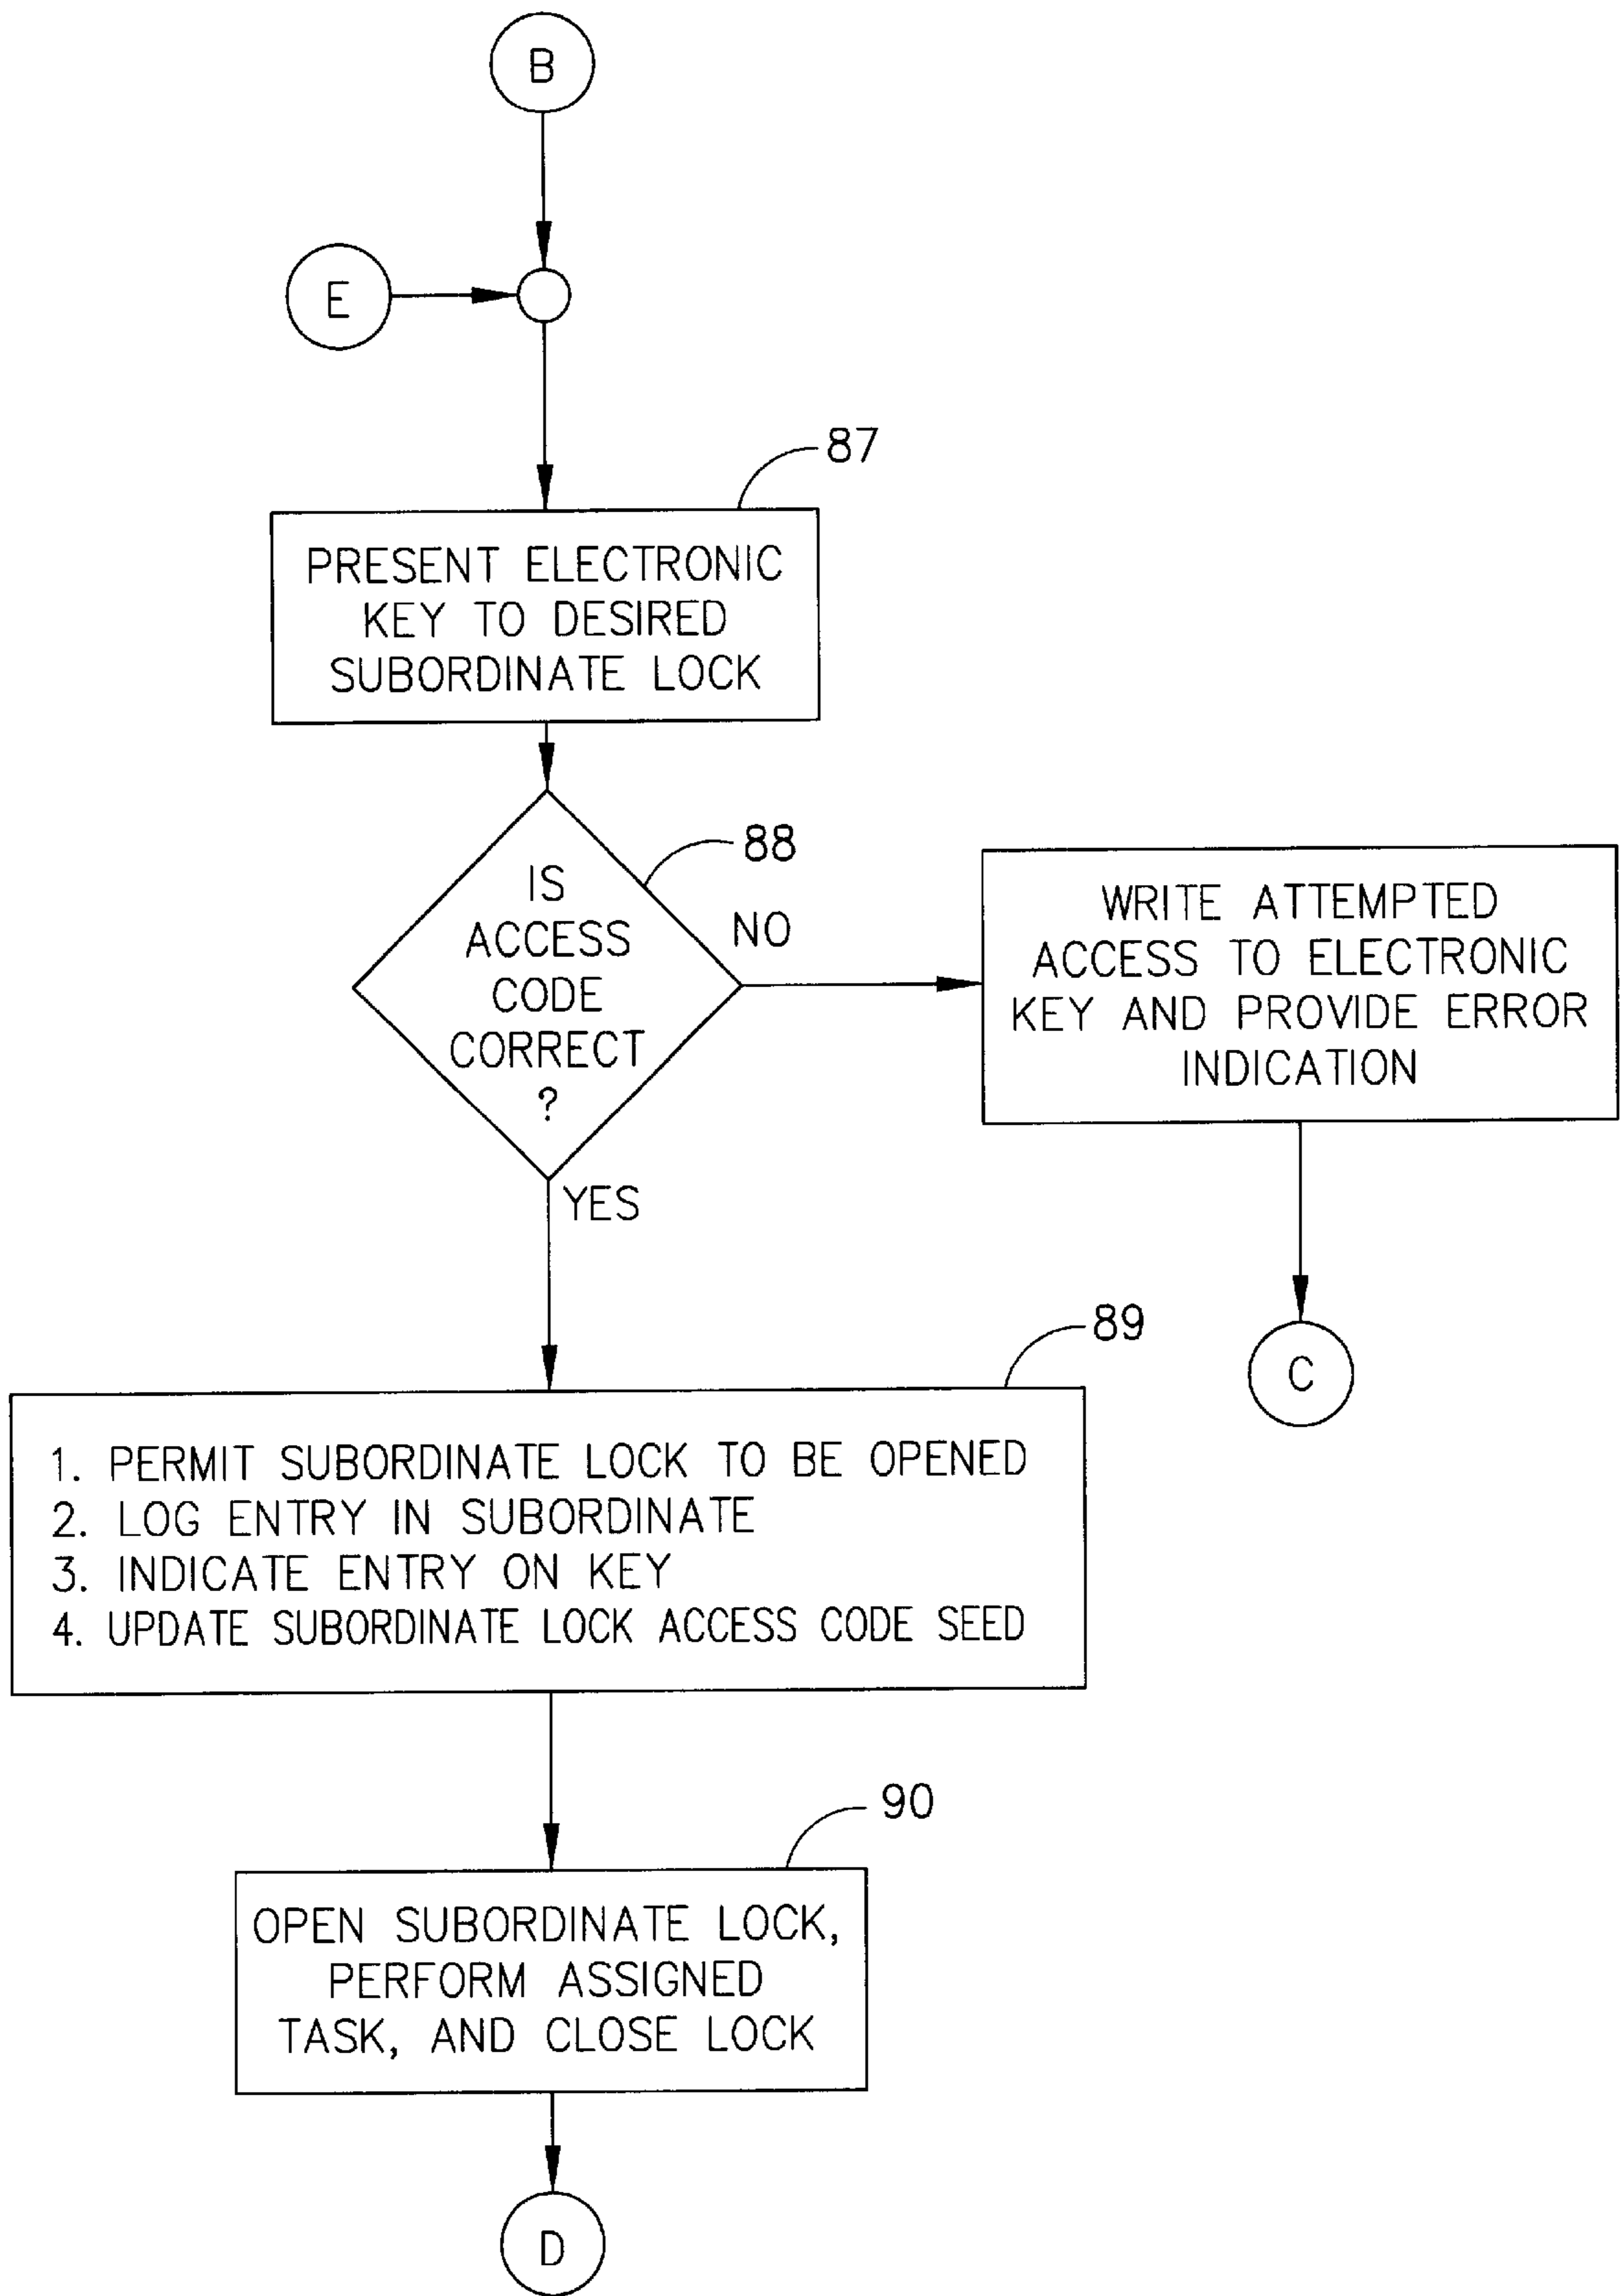 B
E
87
PRESENT ELECTRONIC
KEY TO DESIRED
SUBORDINATE LOCK
88
IS
ACCESS
CODE
CORRECT
?
NO
WRITE ATTEMPTED
ACCESS TO ELECTRONIC
KEY AND PROVIDE ERROR
INDICATION
YES
C
89
1. PERMIT SUBORDINATE LOCK TO BE OPENED
2. LOG ENTRY IN SUBORDINATE
3. INDICATE ENTRY ON KEY
4. UPDATE SUBORDINATE LOCK ACCESS CODE SEED
90
OPEN SUBORDINATE LOCK,
PERFORM ASSIGNED
TASK, AND CLOSE LOCK
D